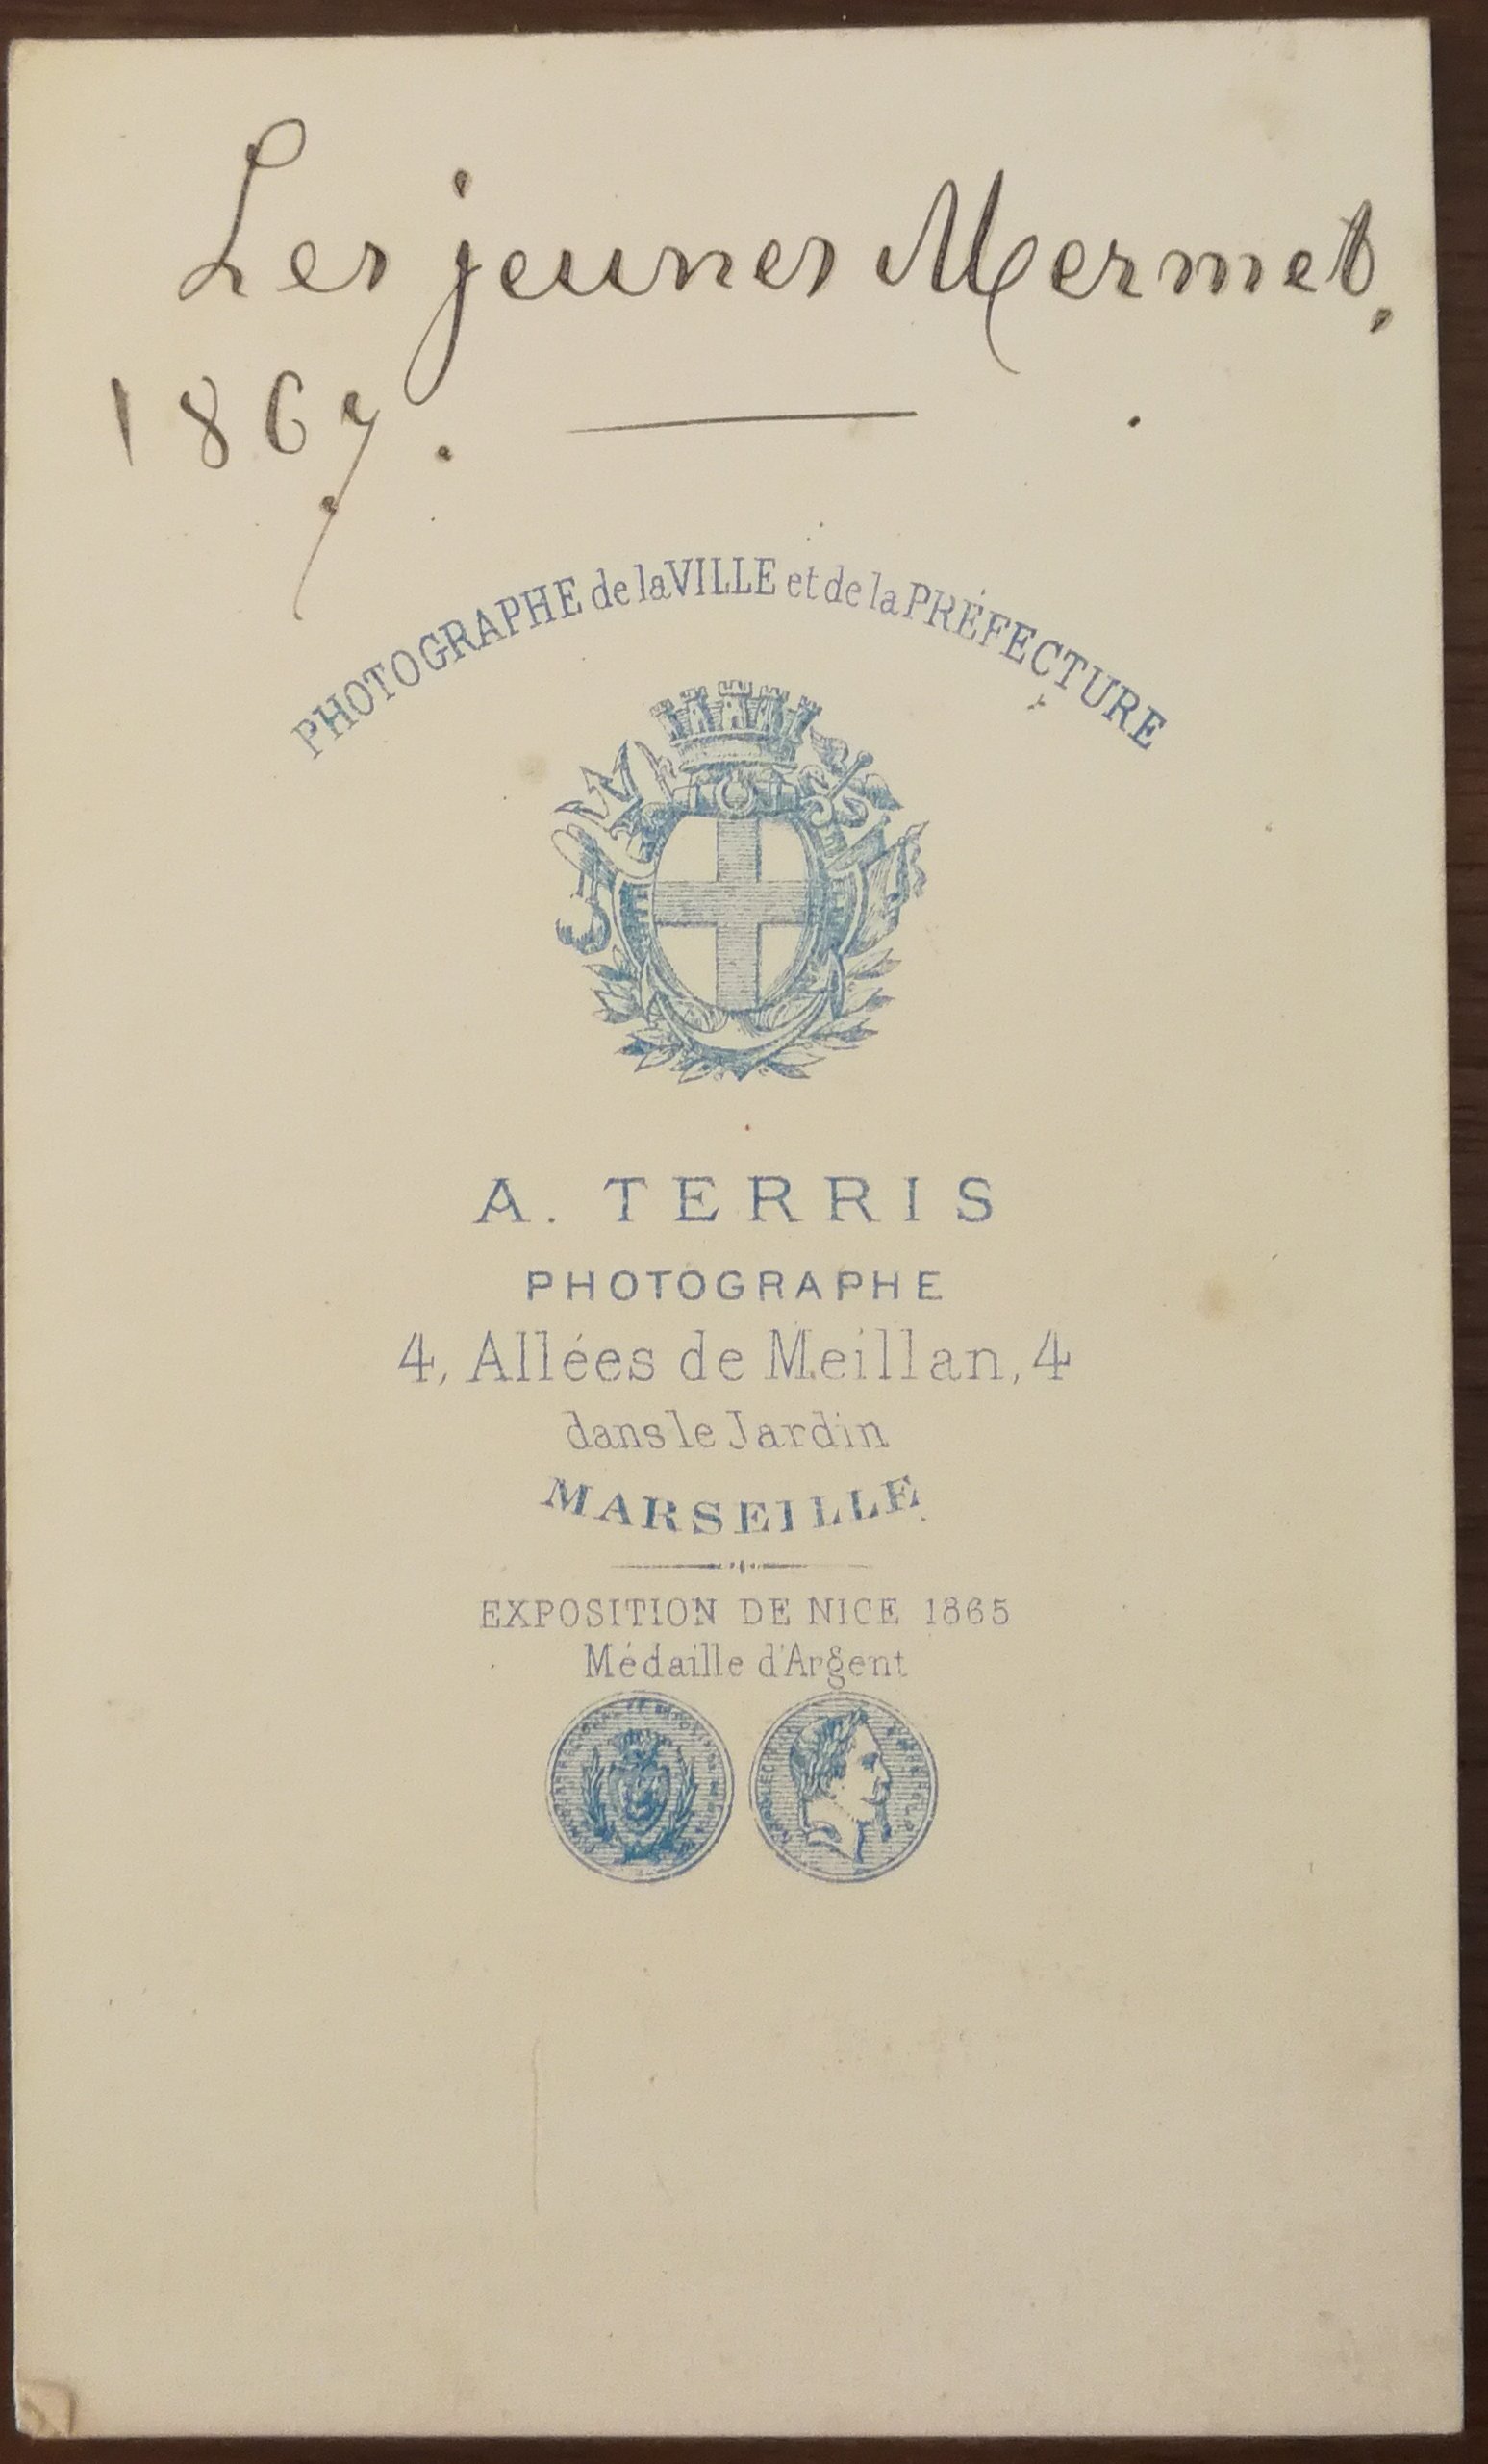 Les jeunes Mermet,
1867.
PHOTOGRAPHE de la VILLE et de la PRÉFECTURE
A. TERRIS
PHOTOGRAPHE
4, Allées de Meillan, 4
dans le Jardin
MARSEILLE
EXPOSITION DE NICE 1865
Médaille d'Argent